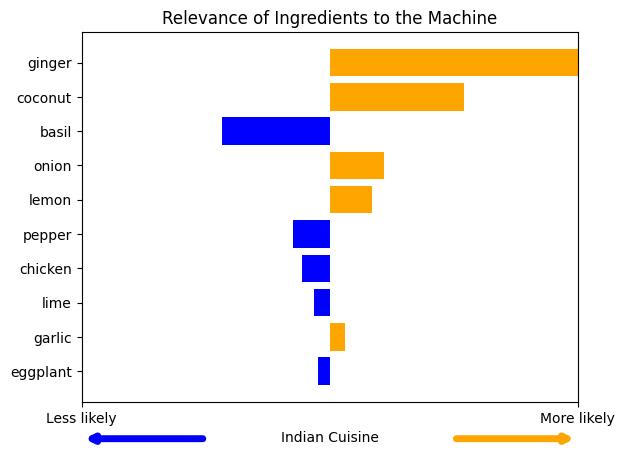 Relevance of Ingredients to the Machine
ginger
coconut
basil
onion
lemon
pepper
chicken
lime
garlic
eggplant
Less likely
More likely
Indian Cuisine